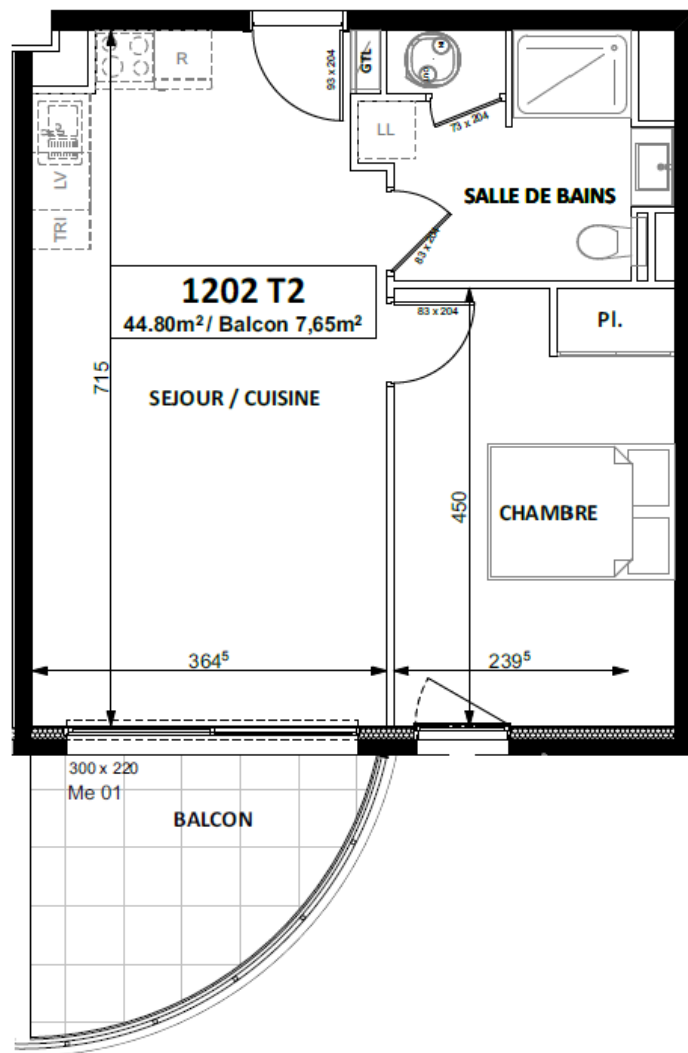 R
GTL
93 x 204
73 x 204
LL
LV
TRI
SALLE DE BAINS
83 x 204
1202 T2
44.80m² / Balcon 7,65m²
83 x 204
Pl.
715
SEJOUR / CUISINE
450
CHAMBRE
364⁵
239⁵
300 x 220
Me 01
BALCON